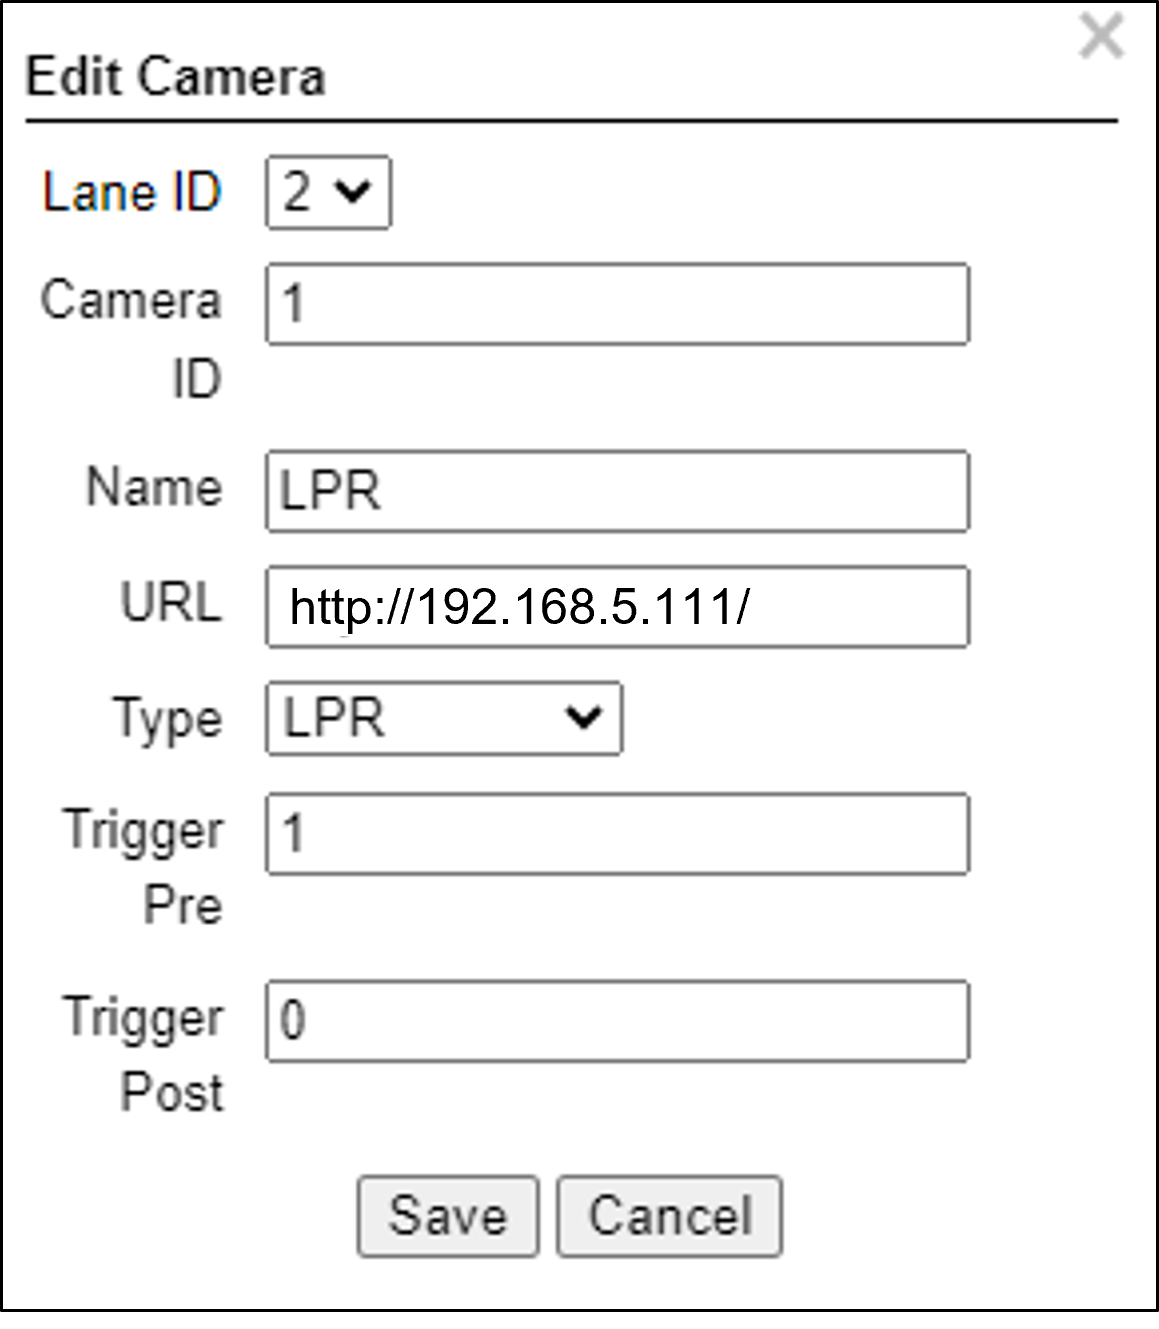 Edit Camera
Lane ID 2
Camera 1
ID
Name LPR
URL http://192.168.5.111/
Type LPR
Trigger 1
Pre
Trigger 0
Post
Save Cancel